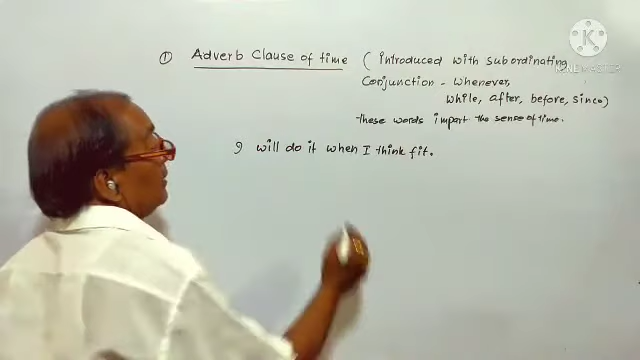 ① Adverb Clause of time ( introduced with subordinating
Conjunction - Whenever,
While, after, before, since)
These words impart the sense of time.
I will do it when I think fit.
K
KINEMASTER